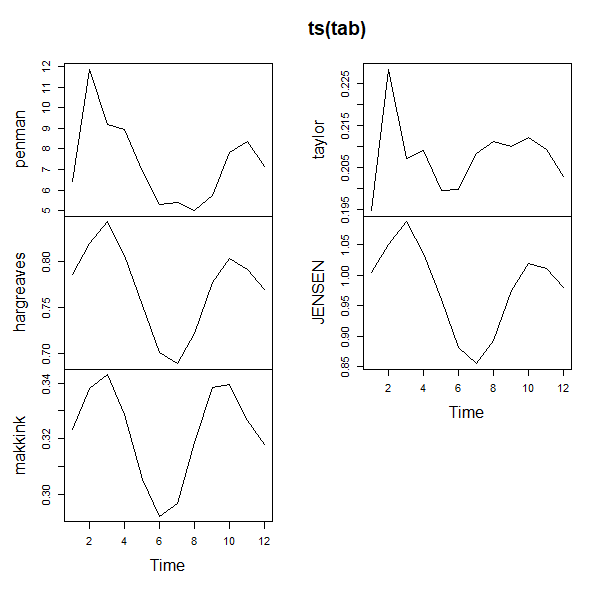 ts(tab)
penman
5 6 7 8 9 10 11 12
hargreaves
0.70 0.75 0.80
makkink
0.30 0.32 0.34
2 4 6 8 10 12
Time
taylor
0.195 0.205 0.215 0.225
JENSEN
0.85 0.90 0.95 1.00 1.05
2 4 6 8 10 12
Time